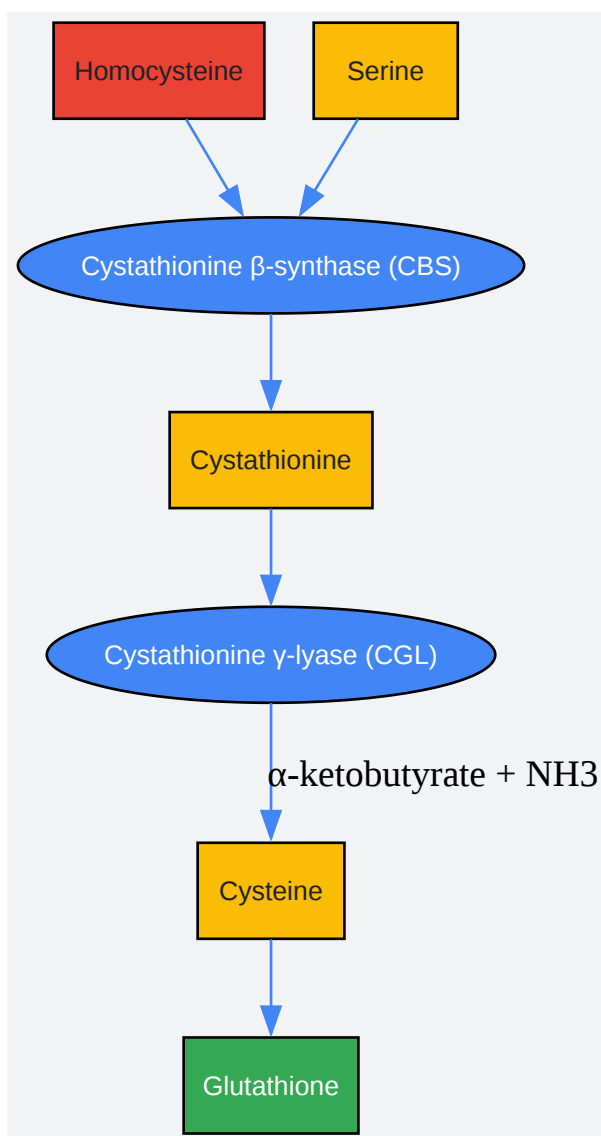 Homocysteine
Serine
Cystathionine β-synthase (CBS)
Cystathionine
Cystathionine γ-lyase (CGL)
α-ketobutyrate + NH3
Cysteine
Glutathione